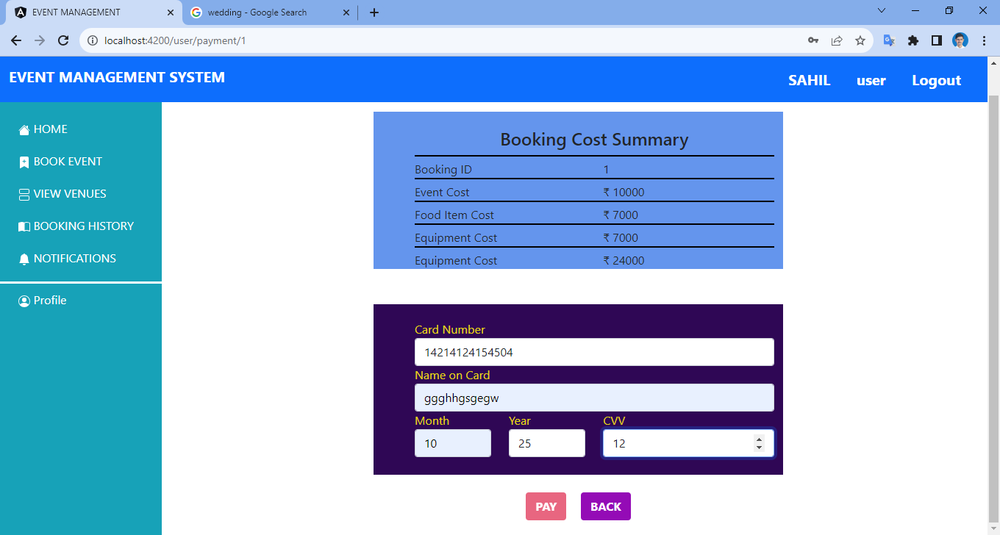 EVENT MANAGEMENT
wedding - Google Search
localhost:4200/user/payment/1
EVENT MANAGEMENT SYSTEM
SAHIL user Logout
HOME
BOOK EVENT
VIEW VENUES
BOOKING HISTORY
NOTIFICATIONS
Profile
Booking Cost Summary
Booking ID 1
Event Cost ₹ 10000
Food Item Cost ₹ 7000
Equipment Cost ₹ 7000
Equipment Cost ₹ 24000
Card Number
14214124154504
Name on Card
ggghhgsgegw
Month Year CVV
10 25 12
PAY BACK